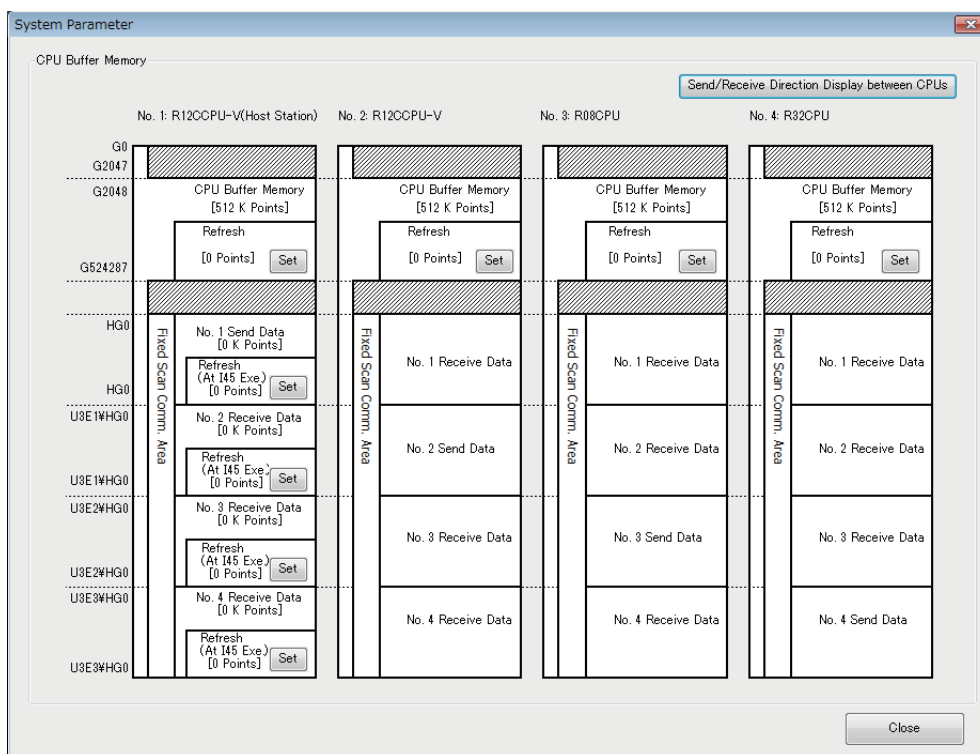 System Parameter
CPU Buffer Memory
Send/Receive Direction Display between CPUs
No. 1: R12CCPU-V(Host Station)
No. 2: R12CCPU-V
No. 3: R08CPU
No. 4: R32CPU
G0
G2047
G2048
G524287
HG0
HG0
U3E1¥HG0
U3E1¥HG0
U3E2¥HG0
U3E2¥HG0
U3E3¥HG0
U3E3¥HG0
CPU Buffer Memory
[512 K Points]
Refresh
[0 Points]
Set
Fixed Scan Comm. Area
No. 1 Send Data
[0 K Points]
Refresh
(At I45 Exe.)
[0 Points]
Set
No. 2 Receive Data
[0 K Points]
Refresh
(At I45 Exe.)
[0 Points]
Set
No. 3 Receive Data
[0 K Points]
Refresh
(At I45 Exe.)
[0 Points]
Set
No. 4 Receive Data
[0 K Points]
Refresh
(At I45 Exe.)
[0 Points]
Set
CPU Buffer Memory
[512 K Points]
Refresh
[0 Points]
Set
Fixed Scan Comm. Area
No. 1 Receive Data
No. 2 Send Data
No. 3 Receive Data
No. 4 Receive Data
CPU Buffer Memory
[512 K Points]
Refresh
[0 Points]
Set
Fixed Scan Comm. Area
No. 1 Receive Data
No. 2 Receive Data
No. 3 Send Data
No. 4 Receive Data
CPU Buffer Memory
[512 K Points]
Refresh
[0 Points]
Set
Fixed Scan Comm. Area
No. 1 Receive Data
No. 2 Receive Data
No. 3 Receive Data
No. 4 Send Data
Close